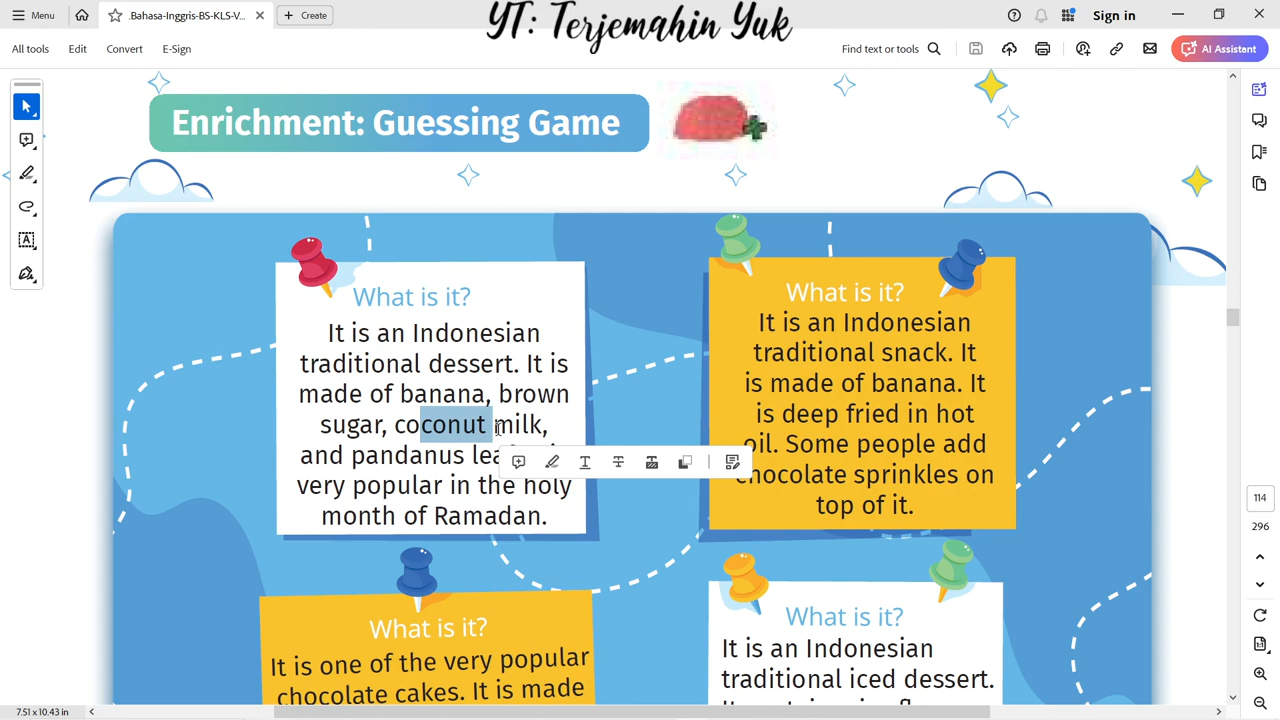 Menu
.Bahasa-Inggris-BS-KLS-V...
Create
YT: Terjemahin Yuk
Sign in
All tools
Edit
Convert
E-Sign
Find text or tools
AI Assistant
Enrichment: Guessing Game
What is it?
It is an Indonesian
traditional dessert. It is
made of banana, brown
sugar, coconut milk,
and pandanus
very popular in the holy
month of Ramadan.
What is it?
It is an Indonesian
traditional snack. It
is made of banana. It
is deep fried in hot
oil. Some people add
chocolate sprinkles on
top of it.
What is it?
It is one of the very popular
chocolate cakes. It is made
What is it?
It is an Indonesian
traditional iced dessert.
114
296
7.51 x 10.43 in